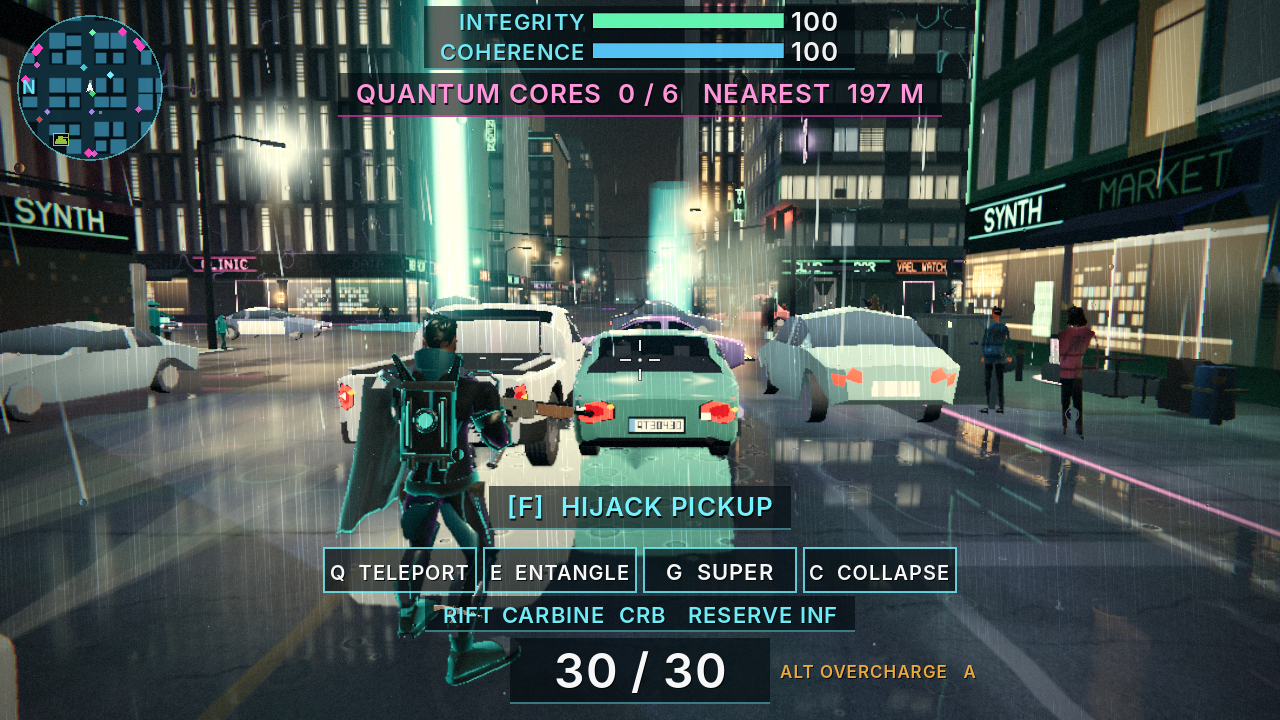 INTEGRITY 100
COHERENCE 100
QUANTUM CORES 0 / 6 NEAREST 197 M
N
SYNTH
SYNTH
MARKET
CLINIC
BAR
[F] HIJACK PICKUP
Q TELEPORT
E ENTANGLE
G SUPER
C COLLAPSE
RIFT CARBINE CRB RESERVE INF
30 / 30
ALT OVERCHARGE A